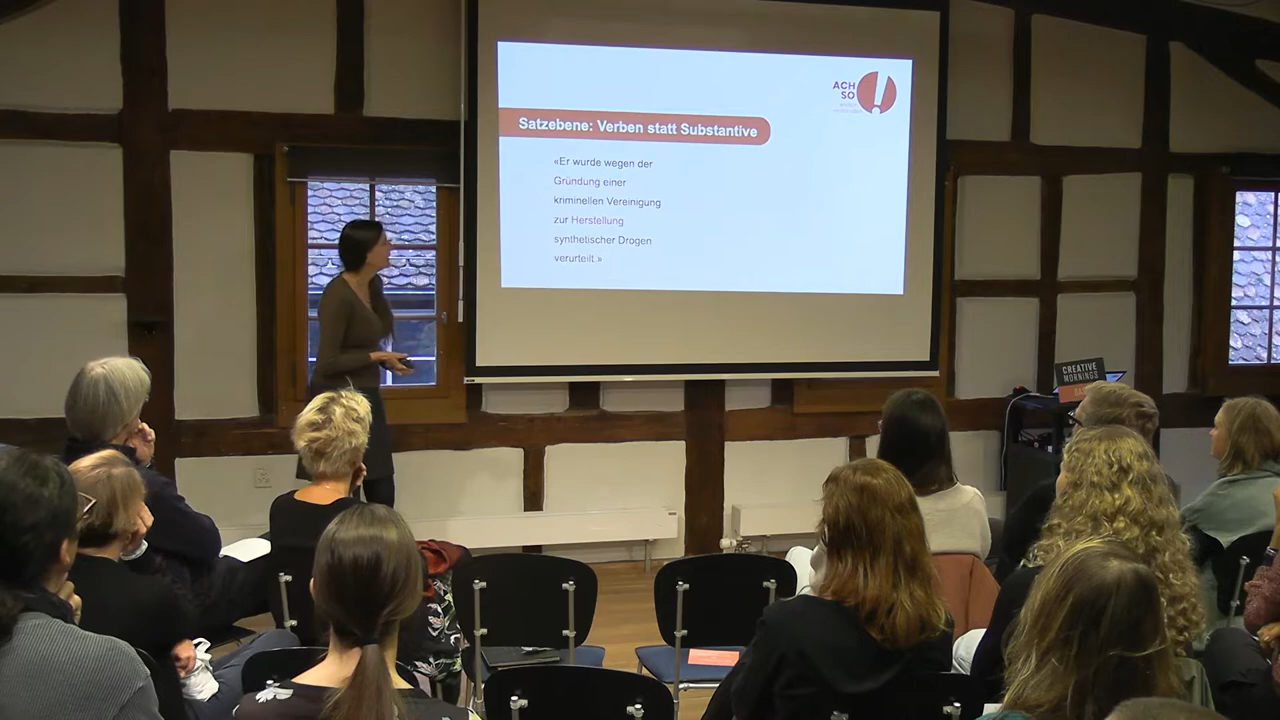 ACH
SO
Satzebene: Verben statt Substantive
«Er wurde wegen der
Gründung einer
kriminellen Vereinigung
zur Herstellung
synthetischer Drogen
verurteilt.»
CREATIVE
MORNINGS